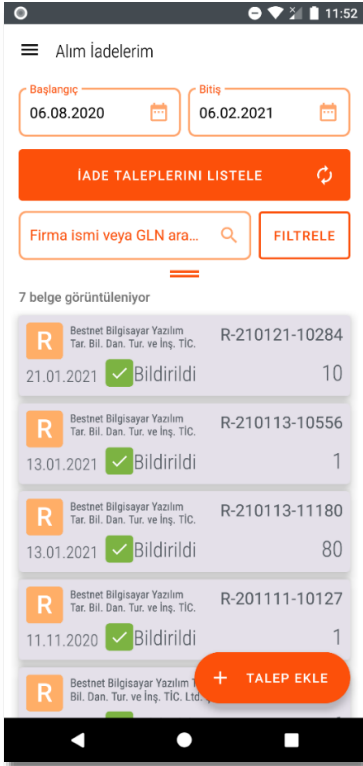 11:52
Alım İadelerim
Başlangıç
Bitiş
06.08.2020
06.02.2021
İADE TALEPLERINI LISTELE
Firma ismi veya GLN ara...
FILTRELE
7 belge görüntüleniyor
R
Bestnet Bilgisayar Yazılım
Tar. Bil. Dan. Tur. ve İnş. TİC.
R-210121-10284
21.01.2021
Bildirildi
10
R
Bestnet Bilgisayar Yazılım
Tar. Bil. Dan. Tur. ve İnş. TİC.
R-210113-10556
13.01.2021
Bildirildi
1
R
Bestnet Bilgisayar Yazılım
Tar. Bil. Dan. Tur. ve İnş. TİC.
R-210113-11180
13.01.2021
Bildirildi
80
R
Bestnet Bilgisayar Yazılım
Tar. Bil. Dan. Tur. ve İnş. TİC.
R-201111-10127
11.11.2020
Bildirildi
1
R
Bestnet Bilgisayar Yazılım
Bil. Dan. Tur. ve İnş. TİC. Ltd.
+ TALEP EKLE